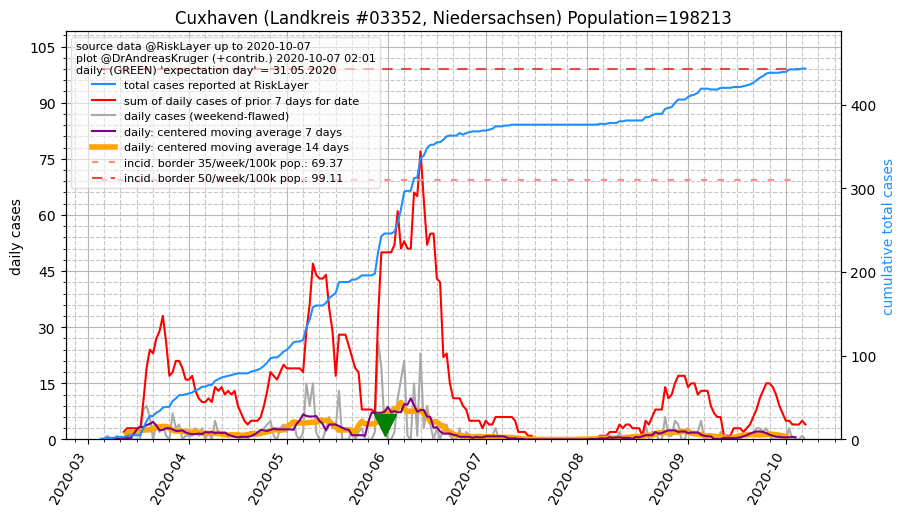 Cuxhaven (Landkreis #03352, Niedersachsen) Population=198213
source data @RiskLayer up to 2020-10-07
plot @DrAndreasKruger (+contrib.) 2020-10-07 02:01
daily: (GREEN) 'expectation day' = 31.05.2020
total cases reported at RiskLayer
sum of daily cases of prior 7 days for date
daily cases (weekend-flawed)
daily: centered moving average 7 days
daily: centered moving average 14 days
incid. border 35/week/100k pop.: 69.37
incid. border 50/week/100k pop.: 99.11
daily cases
105
90
75
60
45
30
15
0
cumulative total cases
400
300
200
100
0
2020-03
2020-04
2020-05
2020-06
2020-07
2020-08
2020-09
2020-10